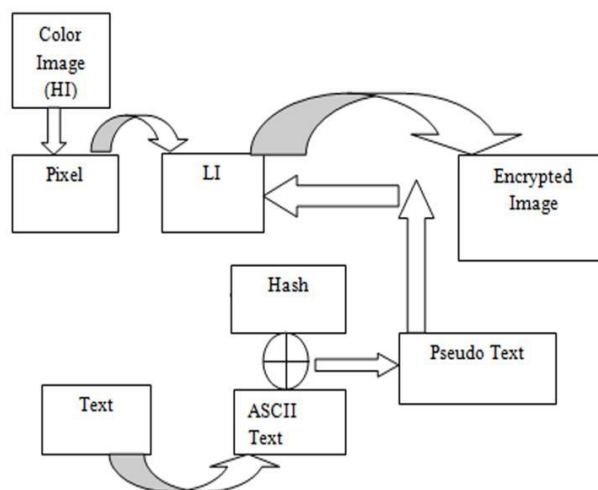 Color
Image
(HI)
Pixel
LI
Encrypted
Image
Hash
Pseudo Text
Text
ASCII
Text